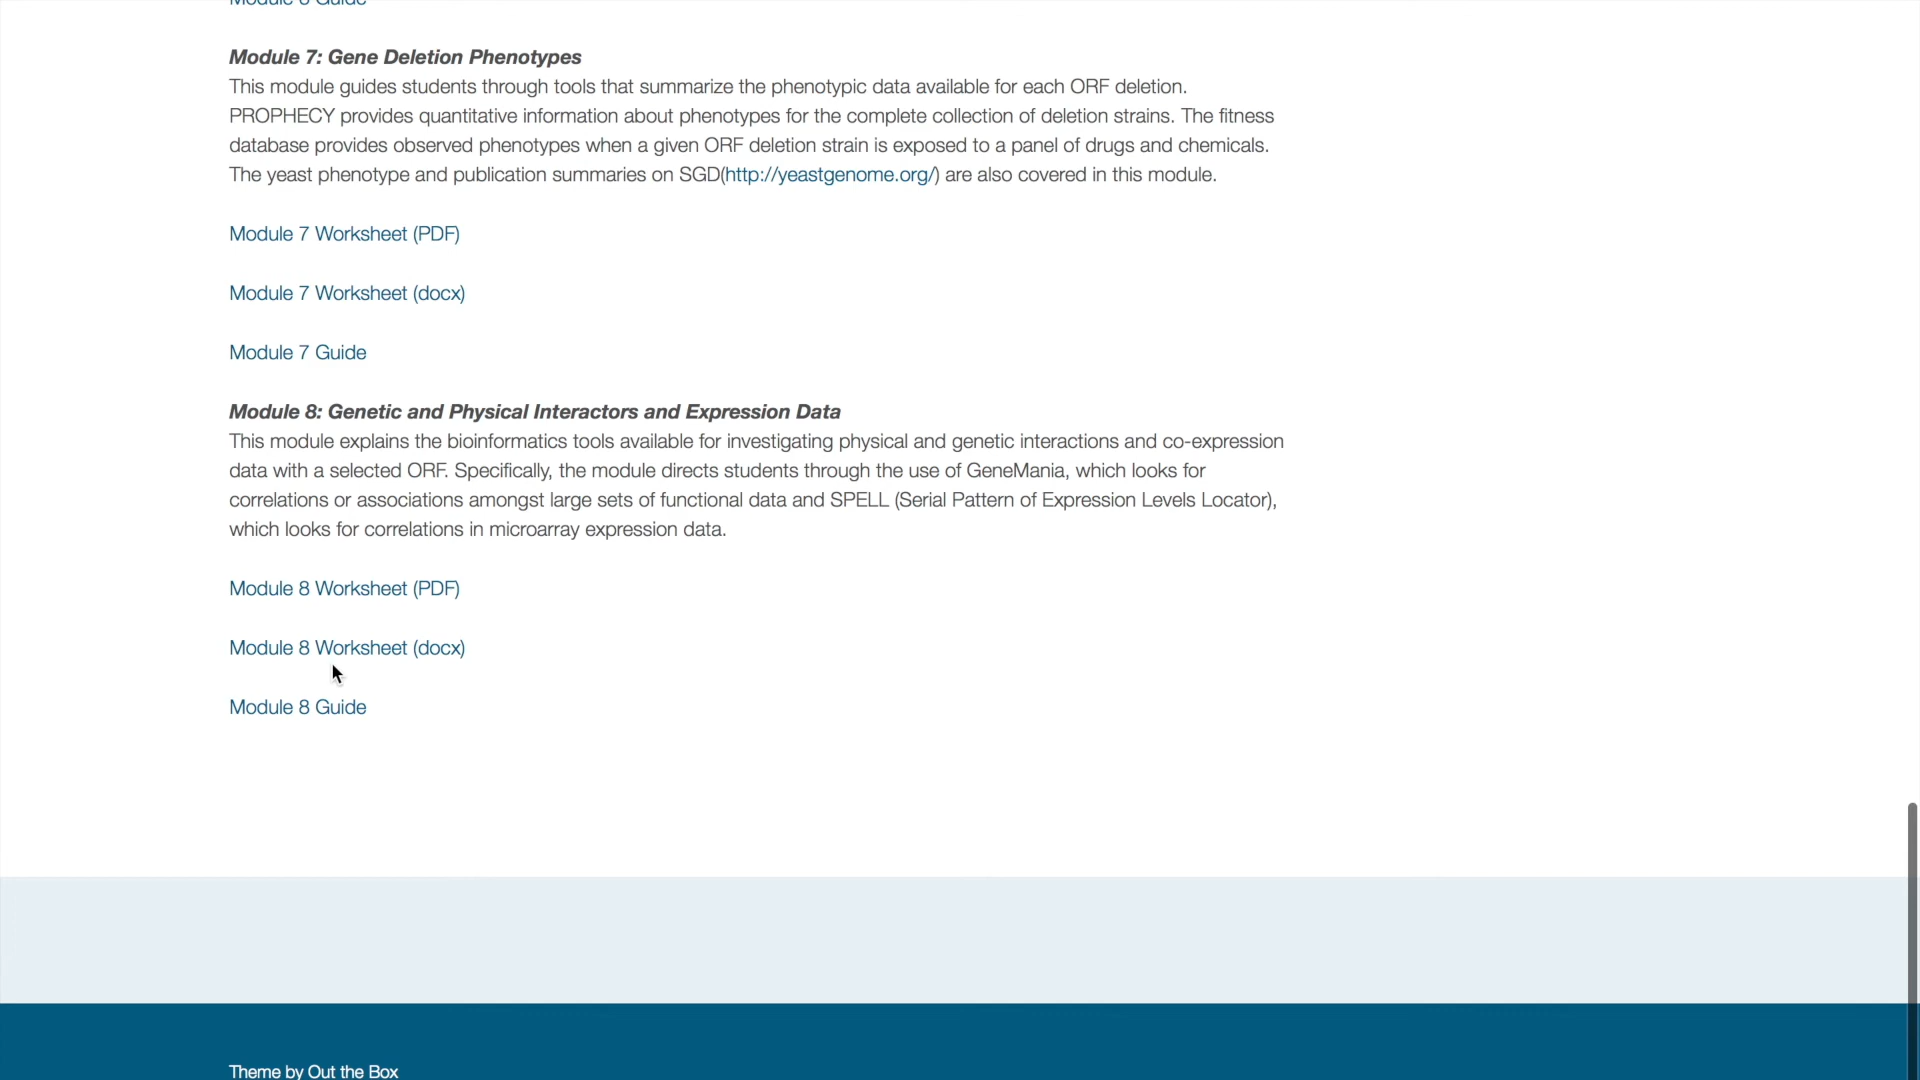 Module 6 Guide
Module 7: Gene Deletion Phenotypes
This module guides students through tools that summarize the phenotypic data available for each ORF deletion.
PROPHECY provides quantitative information about phenotypes for the complete collection of deletion strains. The fitness
database provides observed phenotypes when a given ORF deletion strain is exposed to a panel of drugs and chemicals.
The yeast phenotype and publication summaries on SGD(http://yeastgenome.org/) are also covered in this module.
Module 7 Worksheet (PDF)
Module 7 Worksheet (docx)
Module 7 Guide
Module 8: Genetic and Physical Interactors and Expression Data
This module explains the bioinformatics tools available for investigating physical and genetic interactions and co-expression
data with a selected ORF. Specifically, the module directs students through the use of GeneMania, which looks for
correlations or associations amongst large sets of functional data and SPELL (Serial Pattern of Expression Levels Locator),
which looks for correlations in microarray expression data.
Module 8 Worksheet (PDF)
Module 8 Worksheet (docx)
Module 8 Guide
Theme by Out the Box